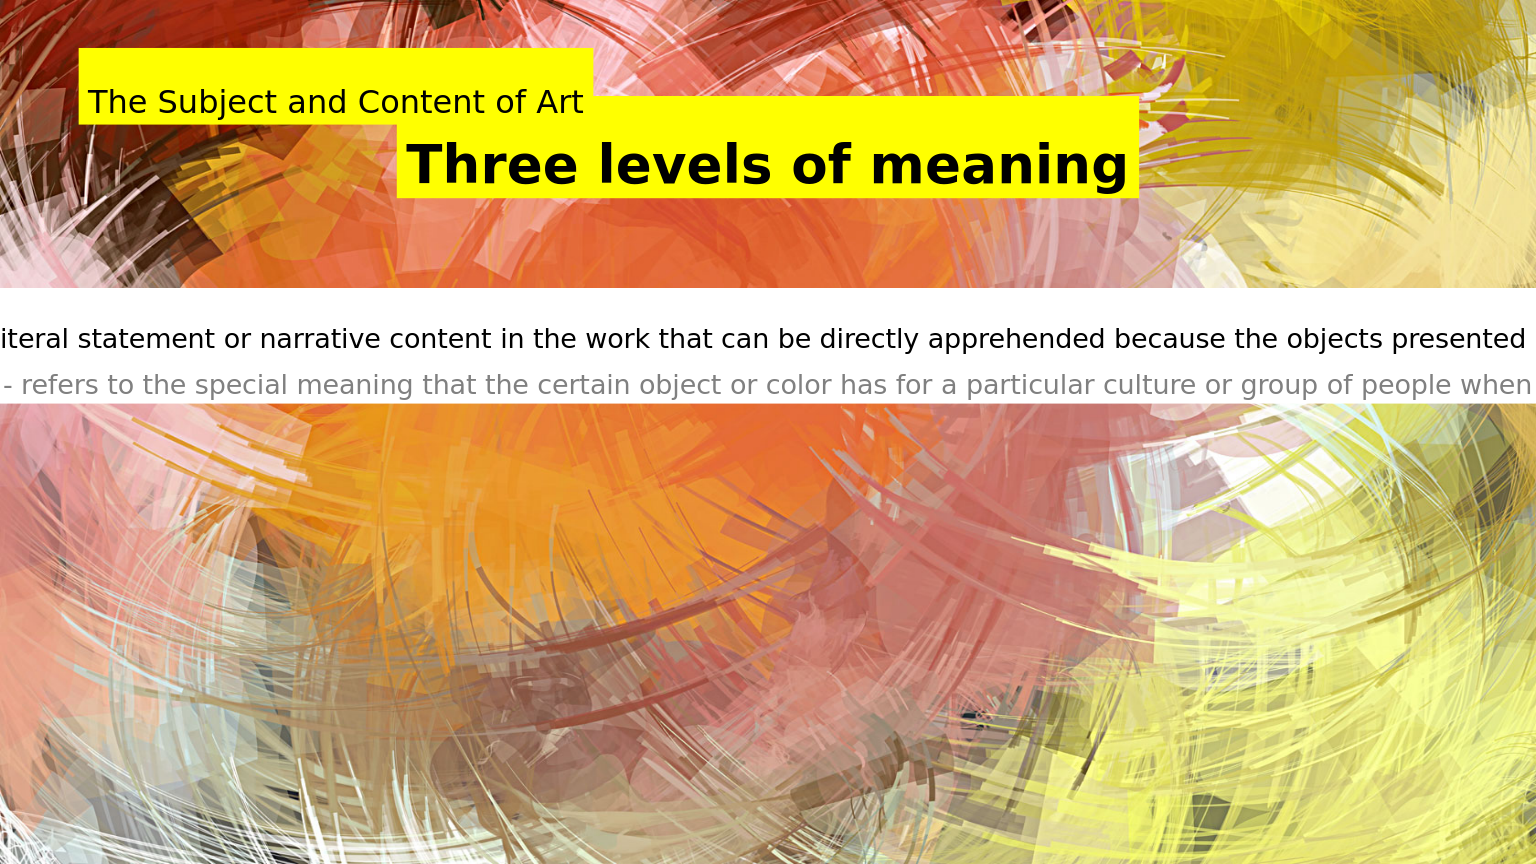 The Subject and Content of Art
Three levels of meaning
iteral statement or narrative content in the work that can be directly apprehended because the objects presented
- refers to the special meaning that the certain object or color has for a particular culture or group of people when